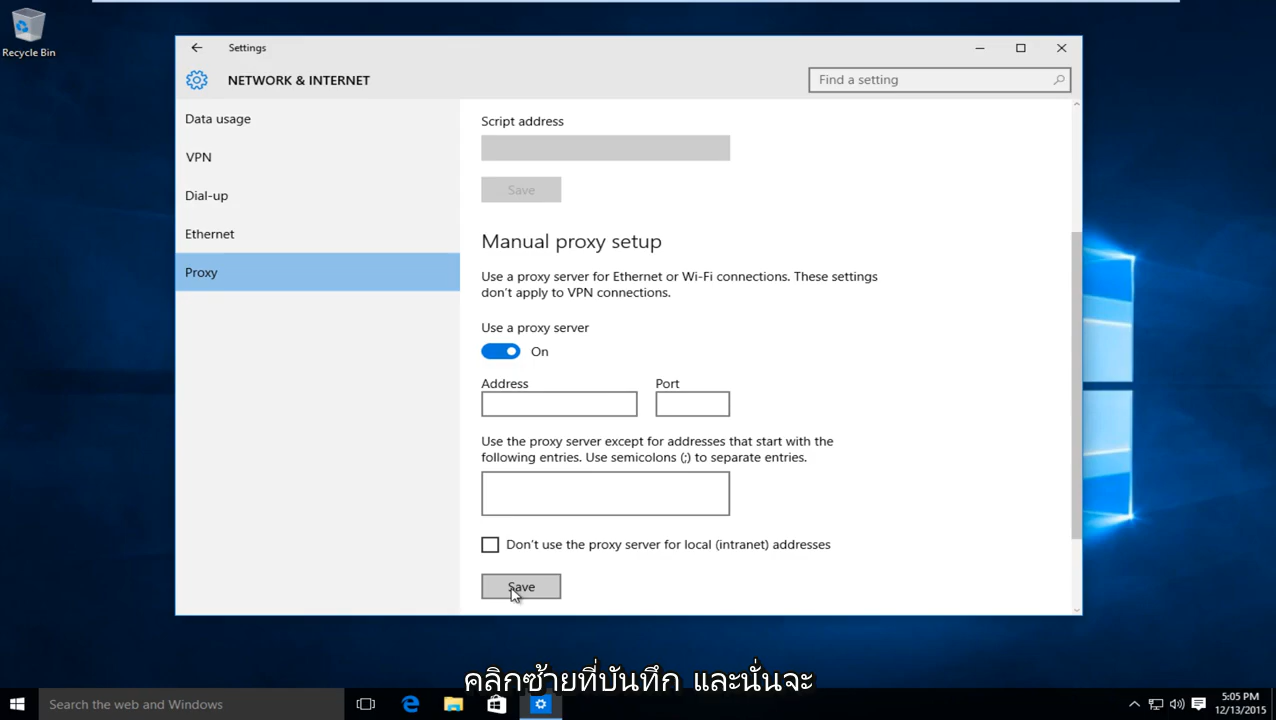 Recycle Bin
Settings
NETWORK & INTERNET
Find a setting
Data usage
VPN
Dial-up
Ethernet
Proxy
Script address
Save
Manual proxy setup
Use a proxy server for Ethernet or Wi-Fi connections. These settings
don't apply to VPN connections.
Use a proxy server
On
Address Port
Use the proxy server except for addresses that start with the
following entries. Use semicolons (;) to separate entries.
Don't use the proxy server for local (intranet) addresses
Save
คลิกซ้ายที่บันทึก และนั่นจะ
Search the web and Windows
5:05 PM
12/13/2015